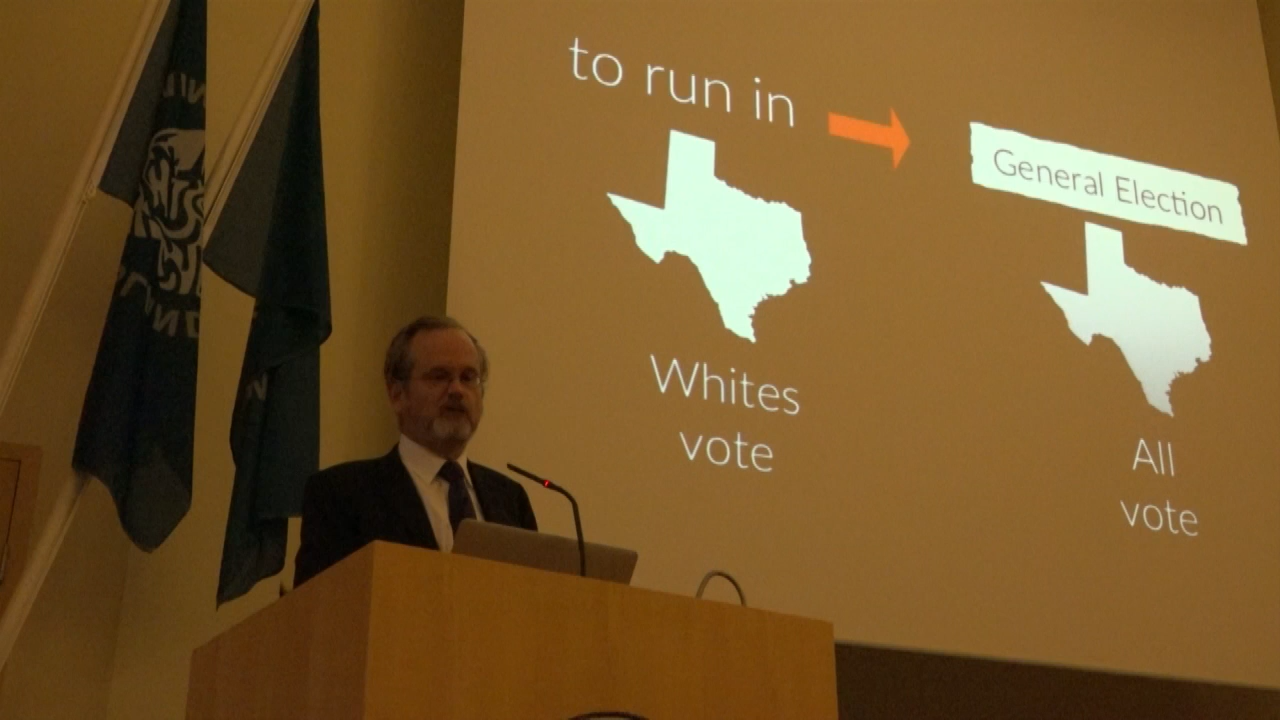 to run in
General Election
Whites
vote
All
vote